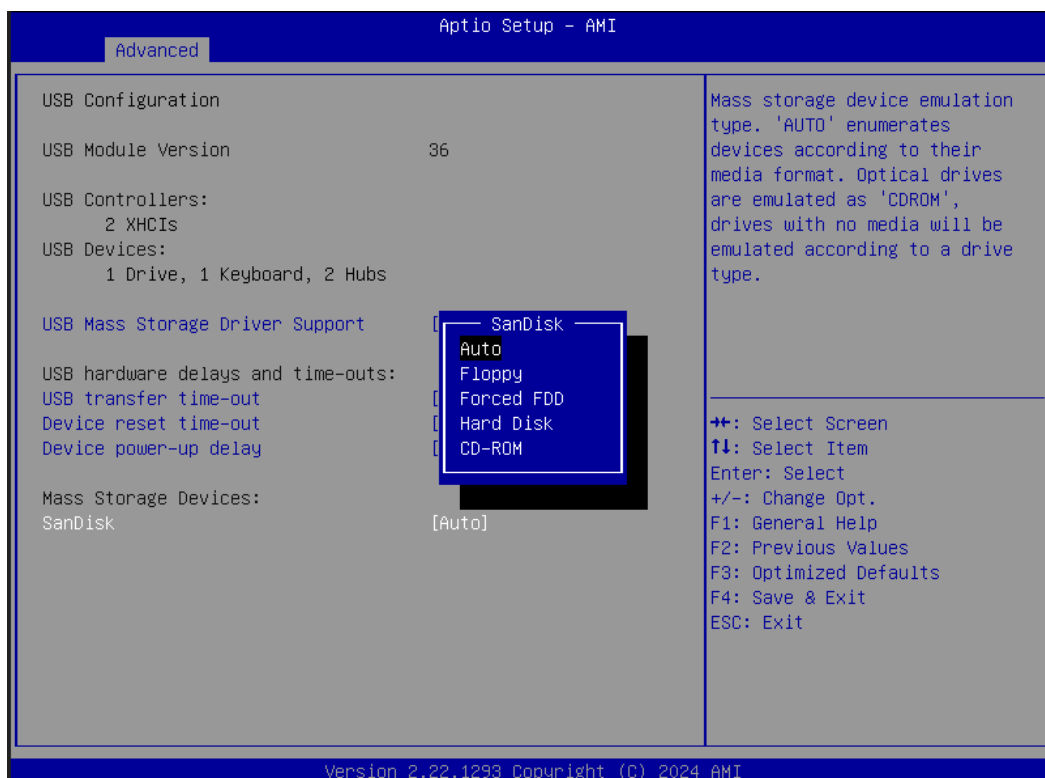 Aptio Setup – AMI
Advanced
USB Configuration
USB Module Version 36
USB Controllers:
2 XHCIs
USB Devices:
1 Drive, 1 Keyboard, 2 Hubs
USB Mass Storage Driver Support [
USB hardware delays and time-outs:
USB transfer time-out [
Device reset time-out [
Device power-up delay [
Mass Storage Devices:
SanDisk [Auto]
SanDisk
Auto
Floppy
Forced FDD
Hard Disk
CD-ROM
Mass storage device emulation
type. 'AUTO' enumerates
devices according to their
media format. Optical drives
are emulated as 'CDROM',
drives with no media will be
emulated according to a drive
type.
→←: Select Screen
↑↓: Select Item
Enter: Select
+/-: Change Opt.
F1: General Help
F2: Previous Values
F3: Optimized Defaults
F4: Save & Exit
ESC: Exit
Version 2.22.1293 Copyright (C) 2024 AMI